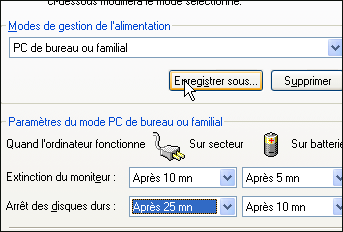 ci-dessous modifiera le mode sélectionné.
Modes de gestion de l'alimentation
PC de bureau ou familial
Enregistrer sous... Supprimer
Paramètres du mode PC de bureau ou familial
Quand l'ordinateur fonctionne Sur secteur Sur batterie
Extinction du moniteur : Après 10 mn Après 5 mn
Arrêt des disques durs : Après 25 mn Après 10 mn